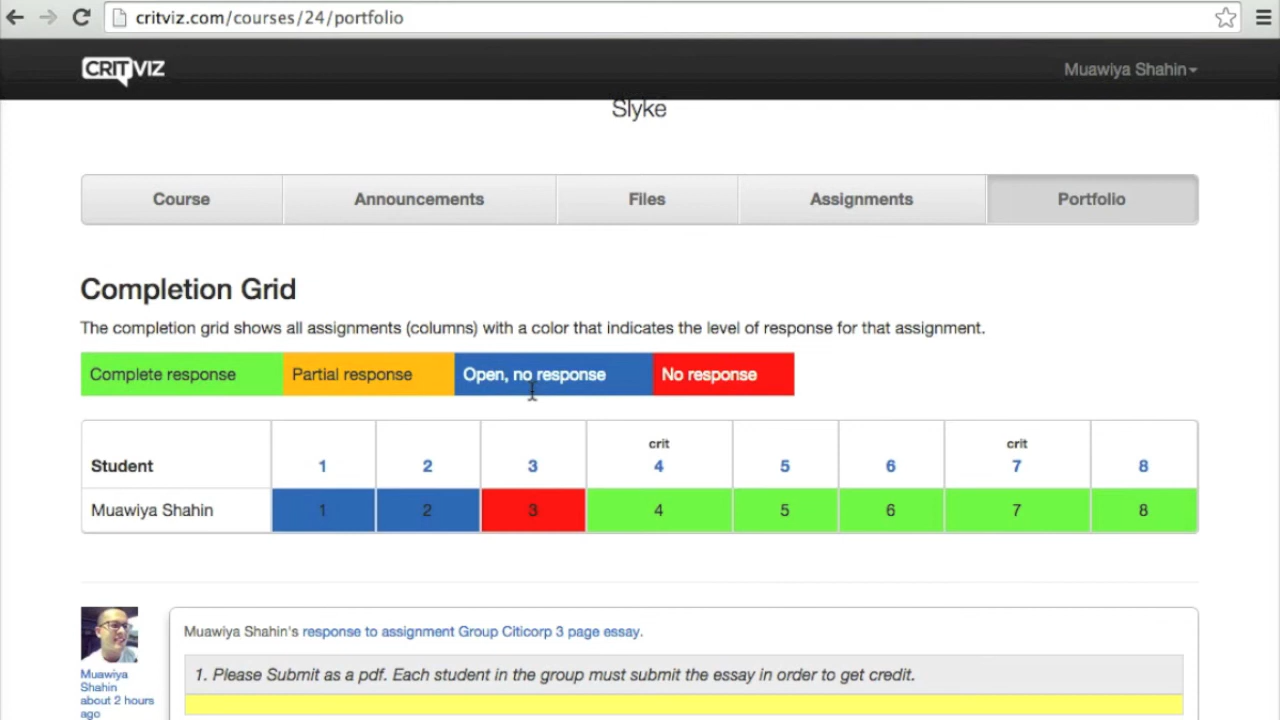 critviz.com/courses/24/portfolio
CRITVIZ
Muawiya Shahin
Slyke
Course Announcements Files Assignments Portfolio
Completion Grid
The completion grid shows all assignments (columns) with a color that indicates the level of response for that assignment.
Complete response Partial response Open, no response No response
crit crit
Student 1 2 3 4 5 6 7 8
Muawiya Shahin 1 2 3 4 5 6 7 8
Muawiya Shahin's response to assignment Group Citicorp 3 page essay.
1. Please Submit as a pdf. Each student in the group must submit the essay in order to get credit.
Muawiya
Shahin
about 2 hours
ago